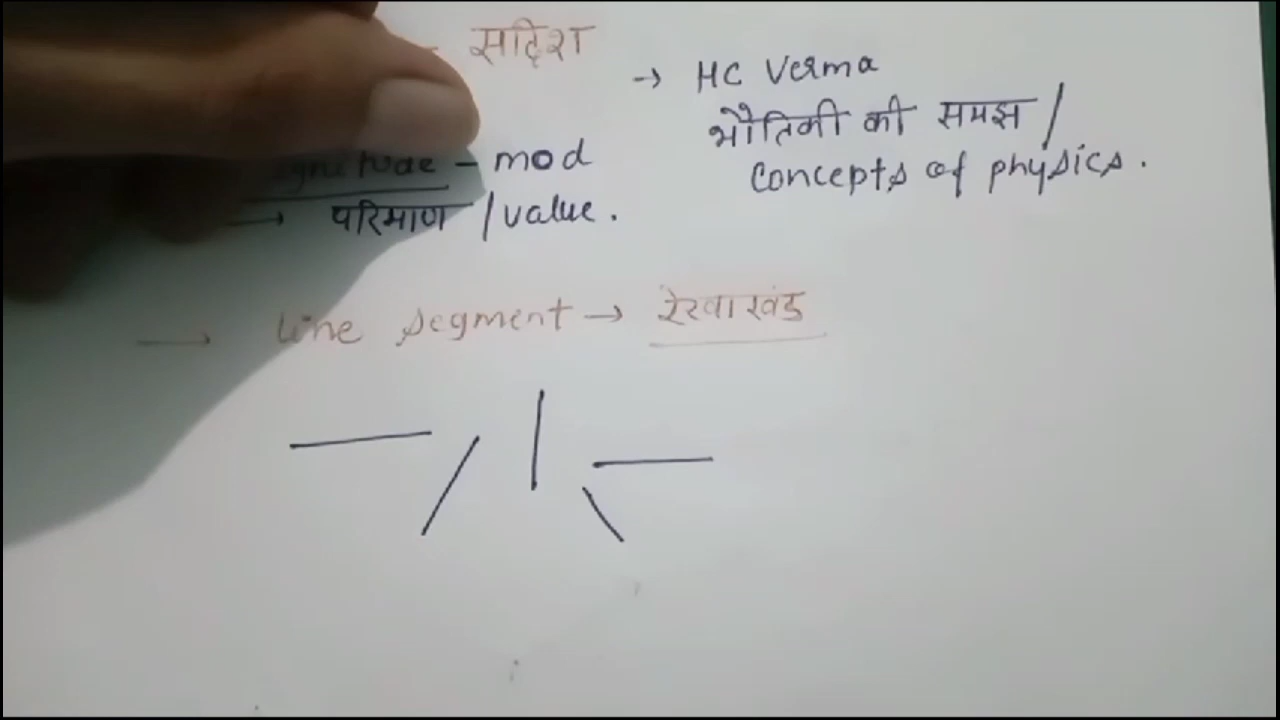 - सदिश
→ HC Verma
भौतिकी की समझ /
concepts of physics.
- mod
→ परिमाण / value.
→ line segment → रेखाखंड